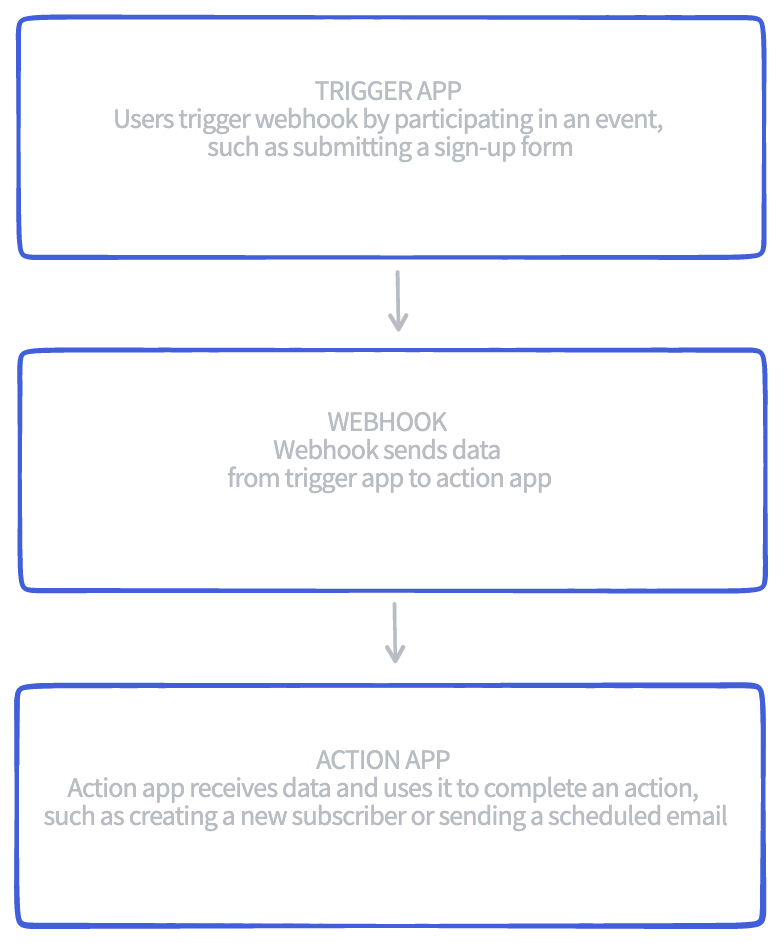 TRIGGER APP
Users trigger webhook by participating in an event,
such as submitting a sign-up form
WEBHOOK
Webhook sends data
from trigger app to action app
ACTION APP
Action app receives data and uses it to complete an action,
such as creating a new subscriber or sending a scheduled email